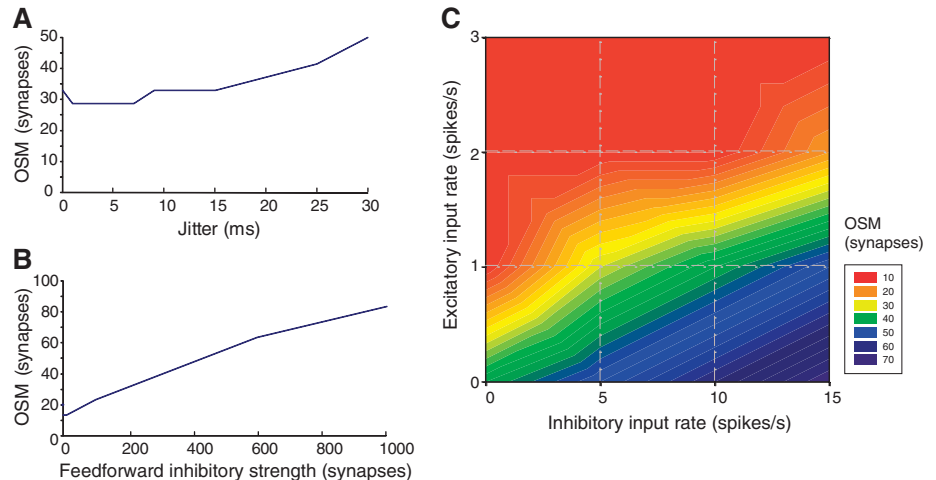 A
50
40
30
20
10
0
OSM (synapses)
0 5 10 15 20 25 30
Jitter (ms)
B
100
80
60
40
20
0
OSM (synapses)
0 200 400 600 800 1000
Feedforward inhibitory strength (synapses)
C
3
2
1
0
Excitatory input rate (spikes/s)
0 5 10 15
Inhibitory input rate (spikes/s)
OSM
(synapses)
10
20
30
40
50
60
70